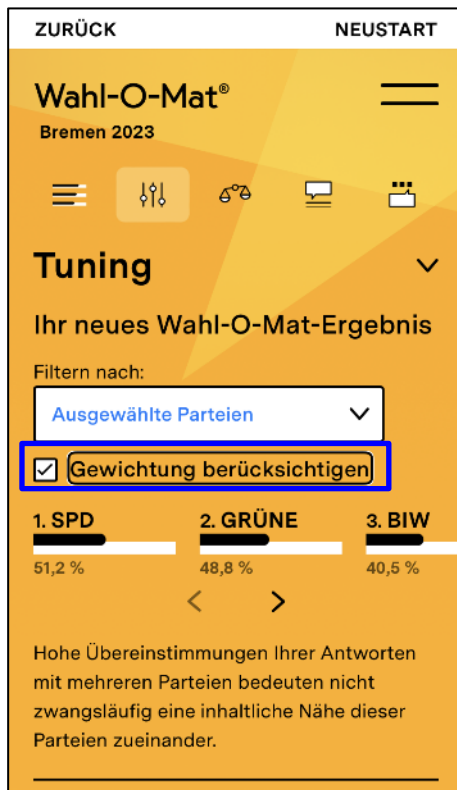 ZURÜCK NEUSTART
Wahl-O-Mat®
Bremen 2023
Tuning
Ihr neues Wahl-O-Mat-Ergebnis
Filtern nach:
Ausgewählte Parteien
Gewichtung berücksichtigen
1. SPD 2. GRÜNE 3. BIW
51,2 % 48,8 % 40,5 %
Hohe Übereinstimmungen Ihrer Antworten
mit mehreren Parteien bedeuten nicht
zwangsläufig eine inhaltliche Nähe dieser
Parteien zueinander.